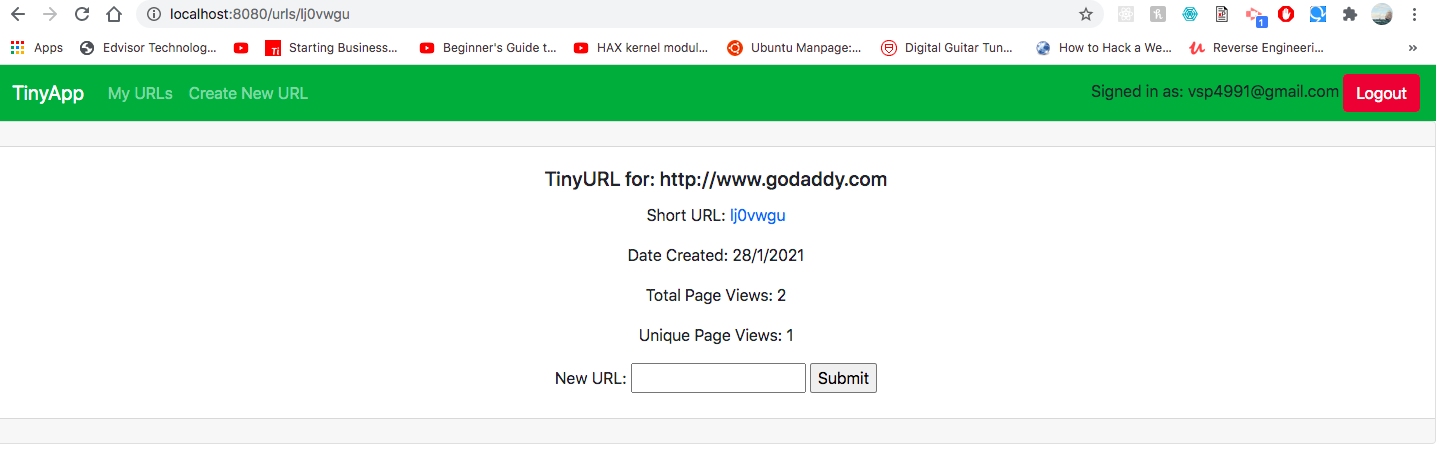 localhost:8080/urls/lj0vwgu
1
Apps Edvisor Technolog... Starting Business... Beginner's Guide t... HAX kernel modul... Ubuntu Manpage:... Digital Guitar Tun... How to Hack a We... Reverse Engineeri... »
TinyApp My URLs Create New URL Signed in as: vsp4991@gmail.com Logout
TinyURL for: http://www.godaddy.com
Short URL: lj0vwgu
Date Created: 28/1/2021
Total Page Views: 2
Unique Page Views: 1
New URL: Submit